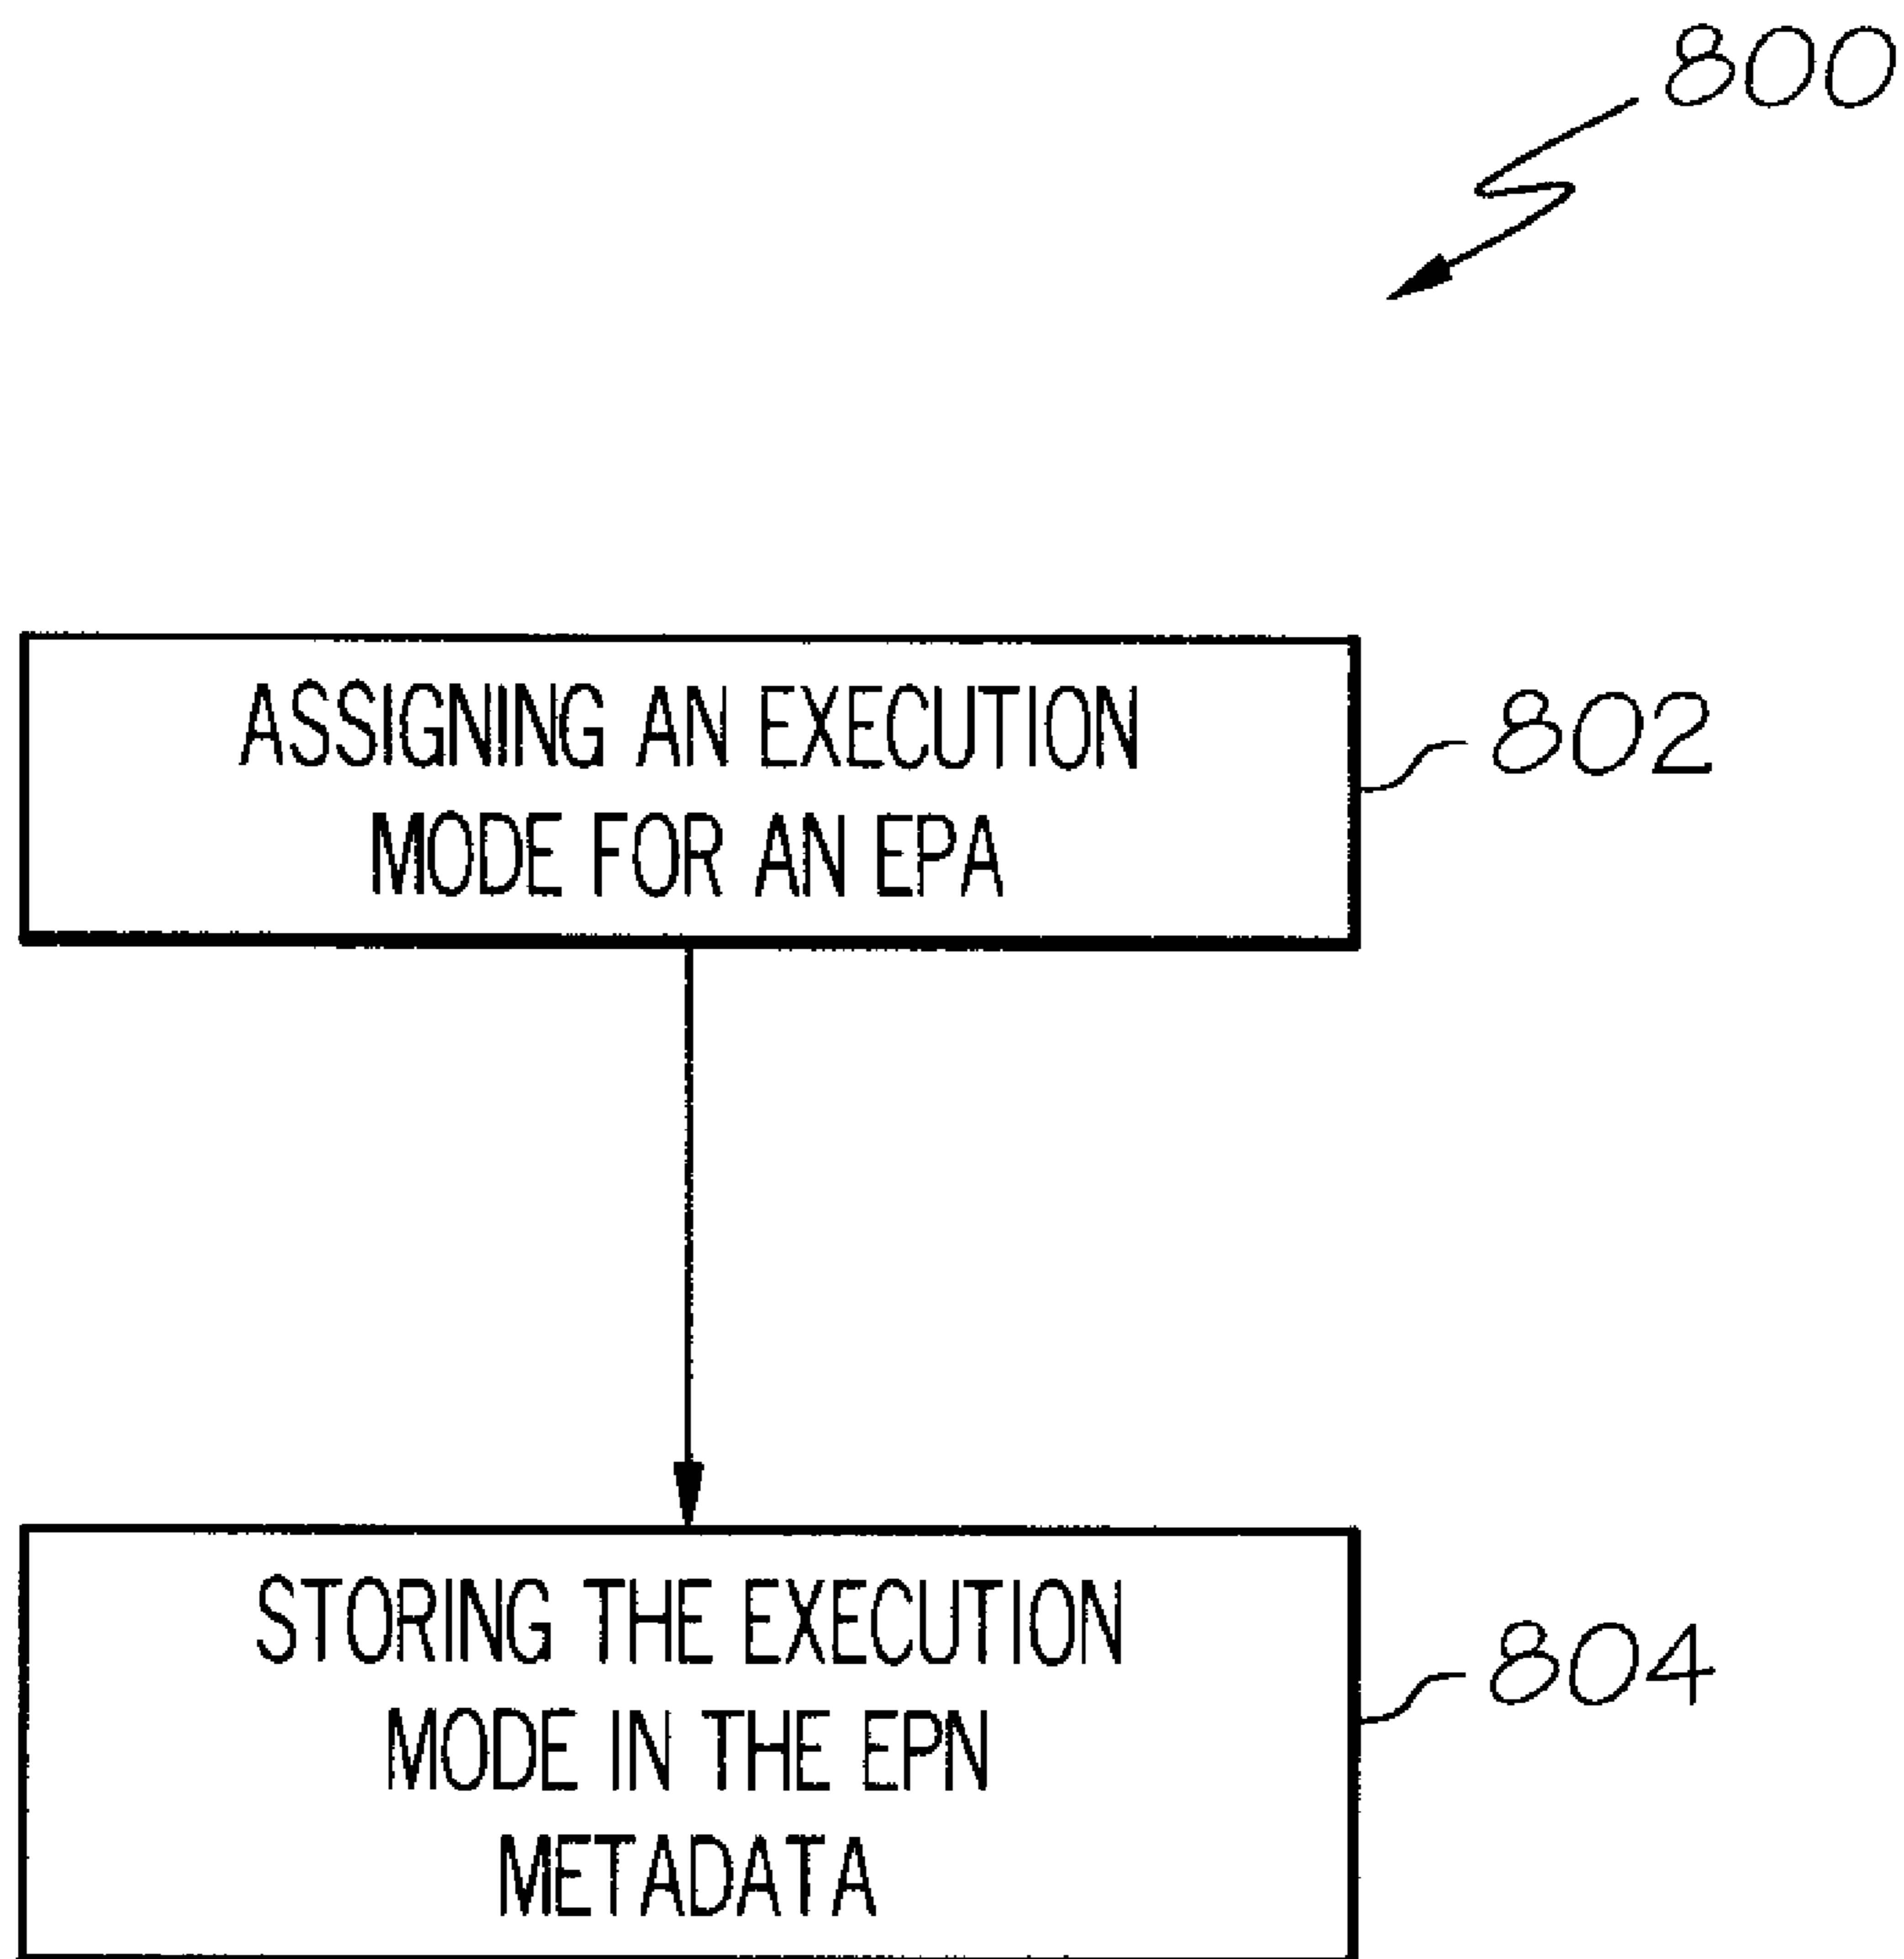 800
ASSIGNING AN EXECUTION
MODE FOR AN EPA
802
STORING THE EXECUTION
MODE IN THE EPN
METADATA
804